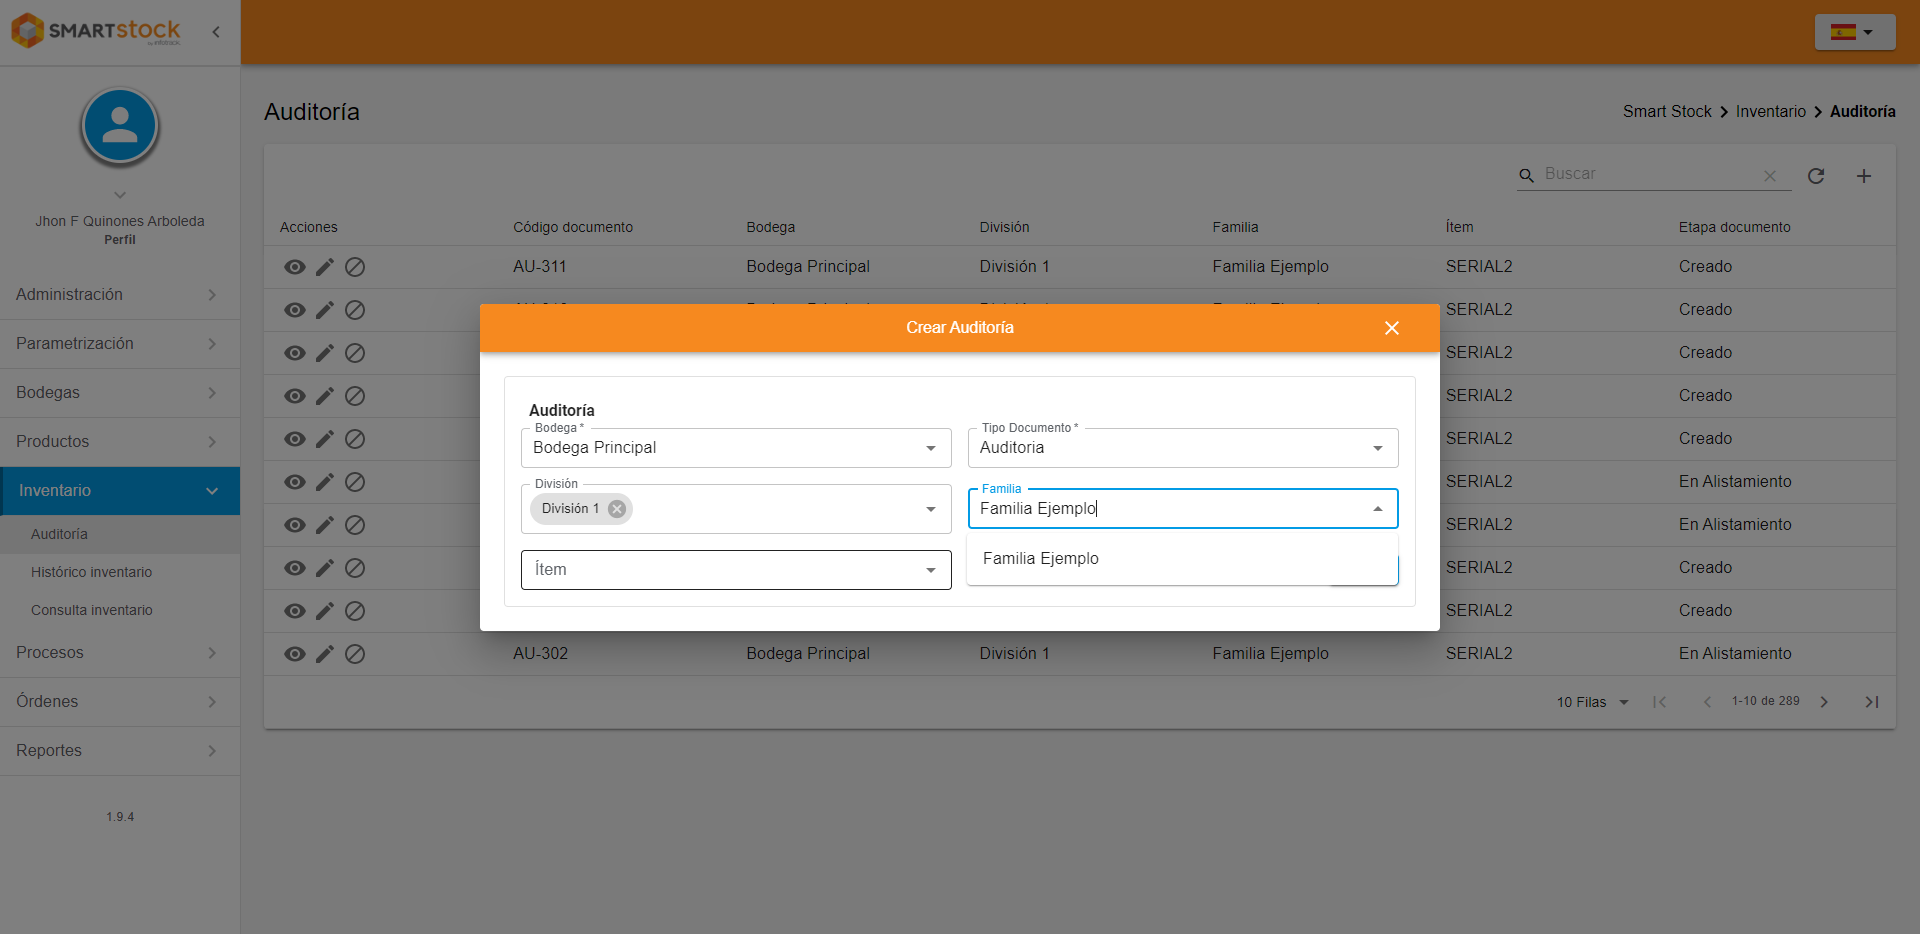 SMARTSTOCK
by infotrack
Jhon F Quinones Arboleda
Perfil
Administración
Parametrización
Bodegas
Productos
Inventario
Auditoría
Histórico inventario
Consulta inventario
Procesos
Órdenes
Reportes
1.9.4
Auditoría
Smart Stock Inventario Auditoría
Buscar
Acciones Código documento Bodega División Familia Ítem Etapa documento
AU-311 Bodega Principal División 1 Familia Ejemplo SERIAL2 Creado
SERIAL2 Creado
SERIAL2 Creado
SERIAL2 Creado
SERIAL2 Creado
SERIAL2 En Alistamiento
SERIAL2 En Alistamiento
SERIAL2 Creado
SERIAL2 Creado
AU-302 Bodega Principal División 1 Familia Ejemplo SERIAL2 En Alistamiento
10 Filas 1-10 de 289
Crear Auditoría
Auditoría
Bodega * Tipo Documento *
Bodega Principal Auditoria
División Familia
División 1 Familia Ejemplo
Ítem Familia Ejemplo